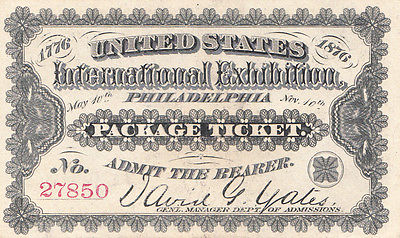 1776 UNITED STATES 1876
International Exhibition,
May 10th PHILADELPHIA Nov. 10th
PACKAGE TICKET.
ADMIT THE BEARER.
No.
27850
David G. Yates.
GENL. MANAGER DEPT. OF ADMISSIONS.